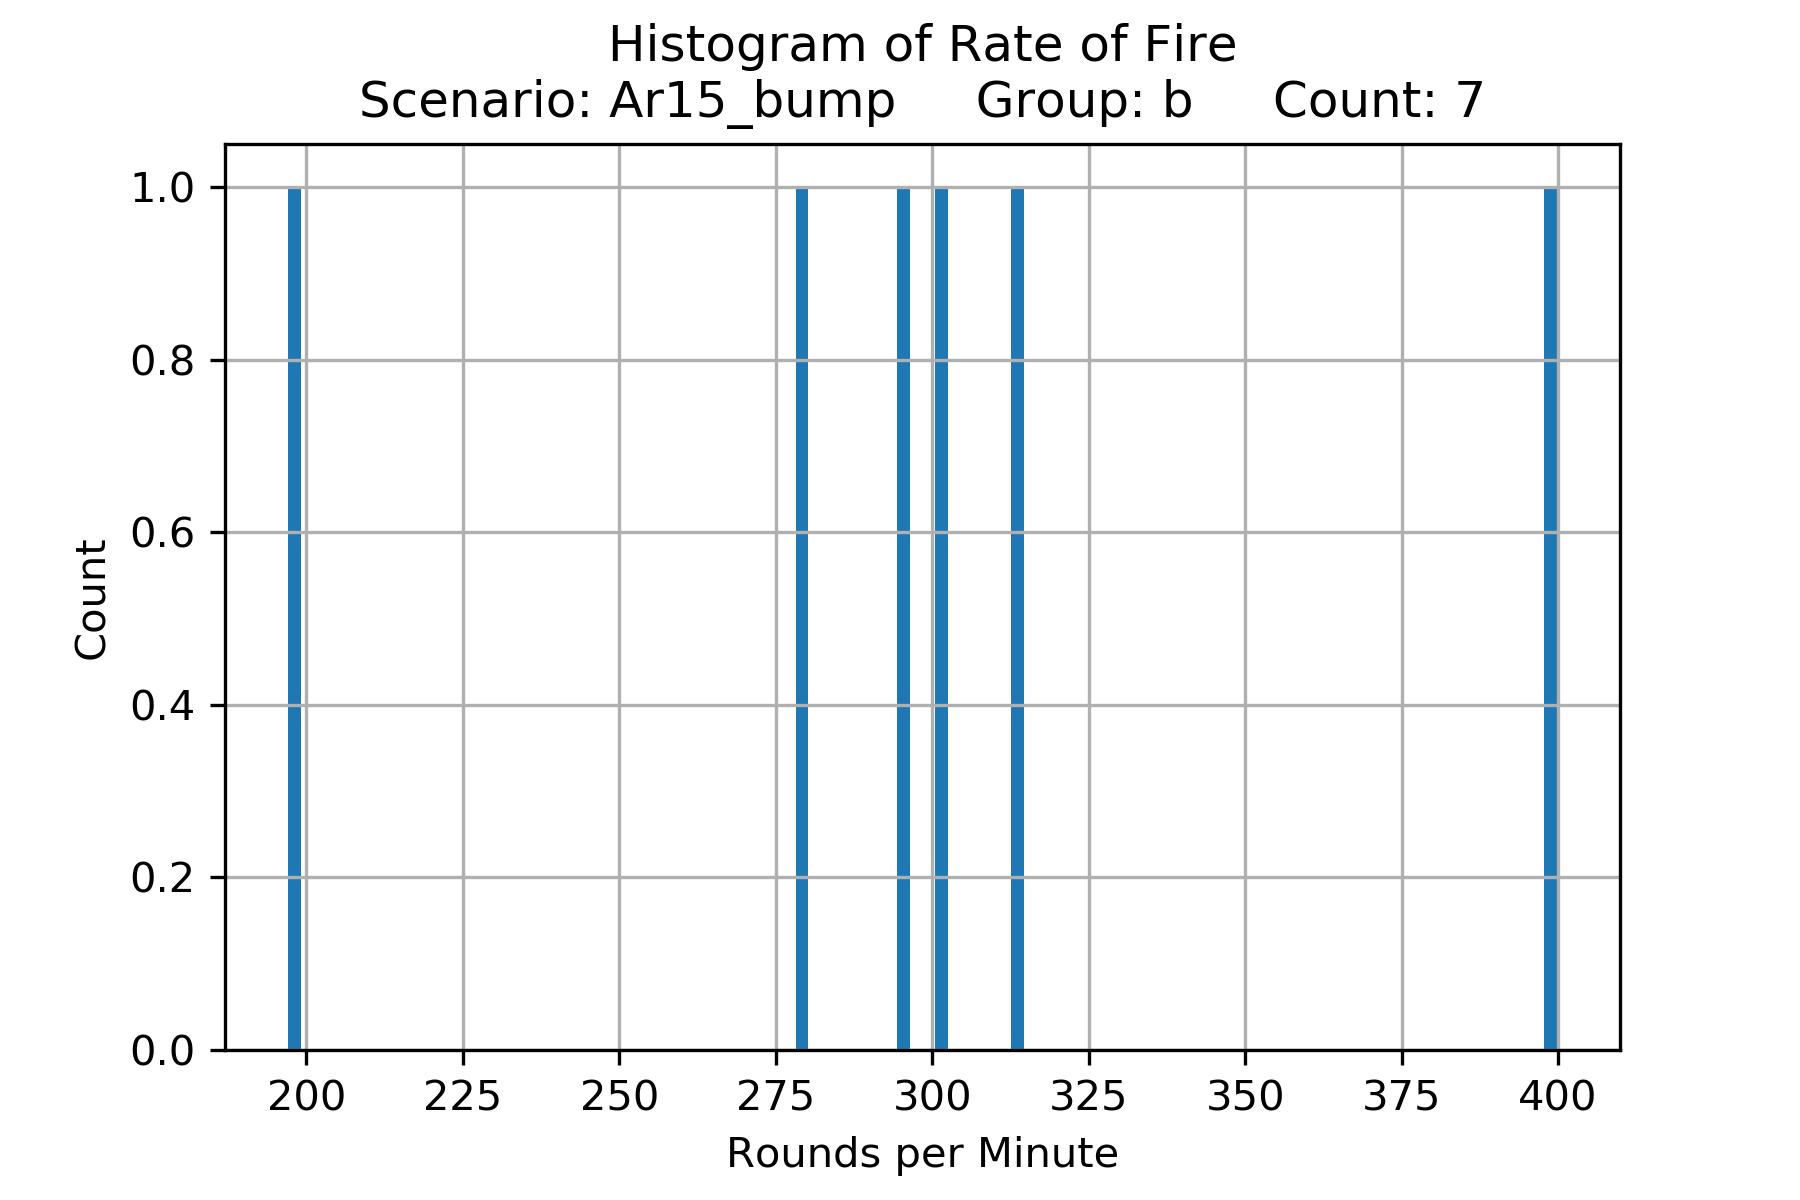 Histogram of Rate of Fire
Scenario: Ar15_bump Group: b Count: 7
1.0
0.8
0.6
0.4
0.2
0.0
Count
200 225 250 275 300 325 350 375 400
Rounds per Minute